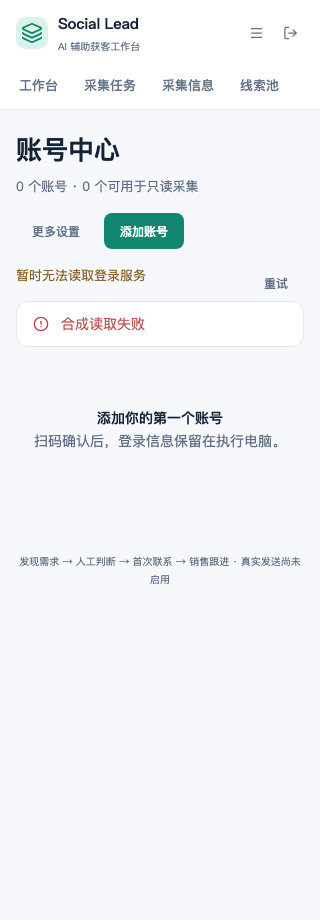 Social Lead
AI 辅助获客工作台
工作台 采集任务 采集信息 线索池
账号中心
0 个账号 · 0 个可用于只读采集
更多设置 添加账号
暂时无法读取登录服务
重试
合成读取失败
添加你的第一个账号
扫码确认后，登录信息保留在执行电脑。
发现需求 → 人工判断 → 首次联系 → 销售跟进 · 真实发送尚未
启用